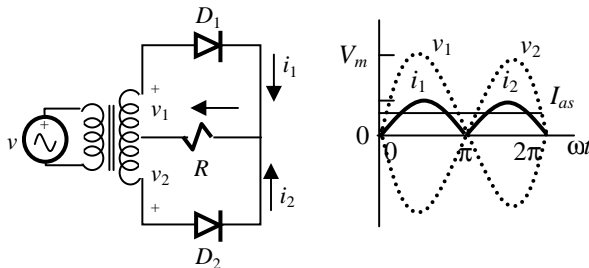 D1
i1
+
v1
v
+
R
v2
+
i2
D2
Vm
v1
v2
i1
i2
Ias
0
0
π
2π
ωt